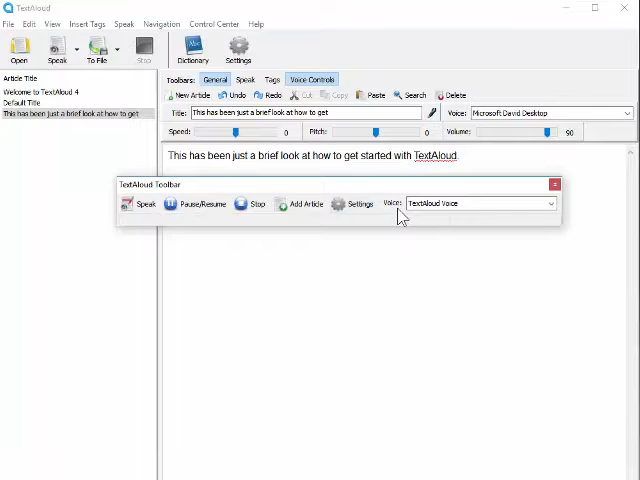 TextAloud
File Edit View Insert Tags Speak Navigation Control Center Help
Open Speak To File Stop Dictionary Settings
Article Title
Welcome to TextAloud 4
Default Title
This has been just a brief look at how to get
Toolbars: General Speak Tags Voice Controls
New Article Undo Redo Cut Copy Paste Search Delete
Title: This has been just a brief look at how to get Voice: Microsoft David Desktop
Speed: 0 Pitch: 0 Volume: 90
This has been just a brief look at how to get started with TextAloud.
TextAloud Toolbar
Speak Pause/Resume Stop Add Article Settings Voice: TextAloud Voice